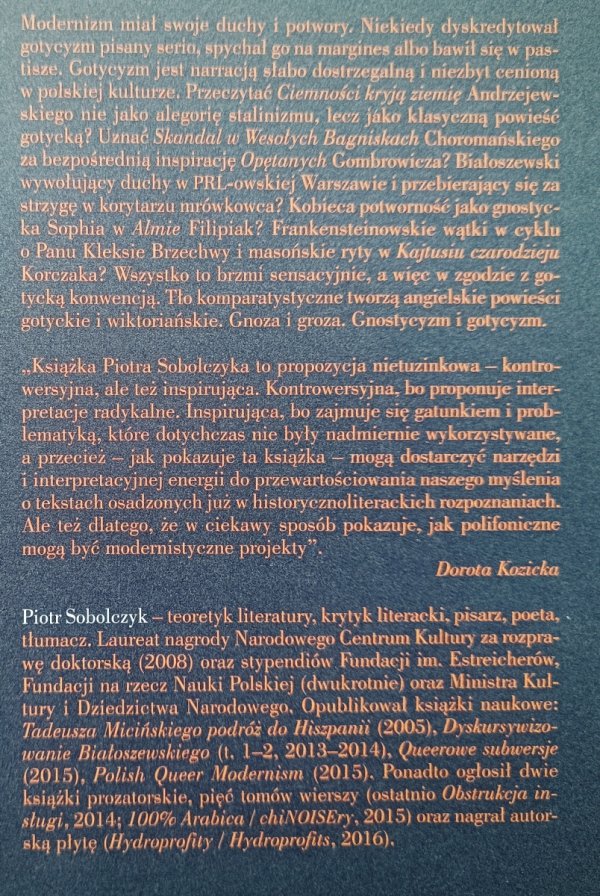 Modernizm miał swoje duchy i potwory. Niekiedy dyskredytował
gotycyzm pisany serio, spychał go na margines albo bawił się w pas-
tisze. Gotycyzm jest narracją słabo dostrzegalną i niezbyt cenioną
w polskiej kulturze. Przeczytać Ciemności kryją ziemię Andrzejew-
skiego nie jako alegorię stalinizmu, lecz jako klasyczną powieść
gotycką? Uznać Skandal w Wesołych Bagniskach Choromańskiego
za bezpośrednią inspirację Opętanych Gombrowicza? Białoszewski
wywołujący duchy w PRL-owskiej Warszawie i przebierający się za
strzygę w korytarzu mrówkowca? Kobieca potworność jako gnostyc-
ka Sophia w Almie Filipiak? Frankensteinowskie wątki w cyklu
o Panu Kleksie Brzechwy i masońskie ryty w Kajtusiu czarodzieju
Korczaka? Wszystko to brzmi sensacyjnie, a więc w zgodzie z go-
tycką konwencją. Tło komparatystyczne tworzą angielskie powieści
gotyckie i wiktoriańskie. Gnoza i groza. Gnostycyzm i gotycyzm.
„Książka Piotra Sobolczyka to propozycja nietuzinkowa – kontro-
wersyjna, ale też inspirująca. Kontrowersyjna, bo proponuje inter-
pretacje radykalne. Inspirująca, bo zajmuje się gatunkiem i prob-
lematyką, które dotychczas nie były nadmiernie wykorzystywane,
a przecież – jak pokazuje ta książka – mogą dostarczyć narzędzi
i interpretacyjnej energii do przewartościowania naszego myślenia
o tekstach osadzonych już w historycznoliterackich rozpoznaniach.
Ale też dlatego, że w ciekawy sposób pokazuje, jak polifoniczne
mogą być modernistyczne projekty”.
Dorota Kozicka
Piotr Sobolczyk – teoretyk literatury, krytyk literacki, pisarz, poeta,
tłumacz. Laureat nagrody Narodowego Centrum Kultury za rozpra-
wę doktorską (2008) oraz stypendiów Fundacji im. Estreicherów,
Fundacji na rzecz Nauki Polskiej (dwukrotnie) oraz Ministra Kul-
tury i Dziedzictwa Narodowego. Opublikował książki naukowe:
Tadeusza Micińskiego podróż do Hiszpanii (2005), Dyskursywizo-
wanie Białoszewskiego (t. 1–2, 2013–2014), Queerowe subwersje
(2015), Polish Queer Modernism (2015). Ponadto ogłosił dwie
książki prozatorskie, pięć tomów wierszy (ostatnio Obstrukcja in-
sługi, 2014; 100% Arabica / chiNOISEry, 2015) oraz nagrał autor-
ską płytę (Hydroprofity / Hydroprofits, 2016).